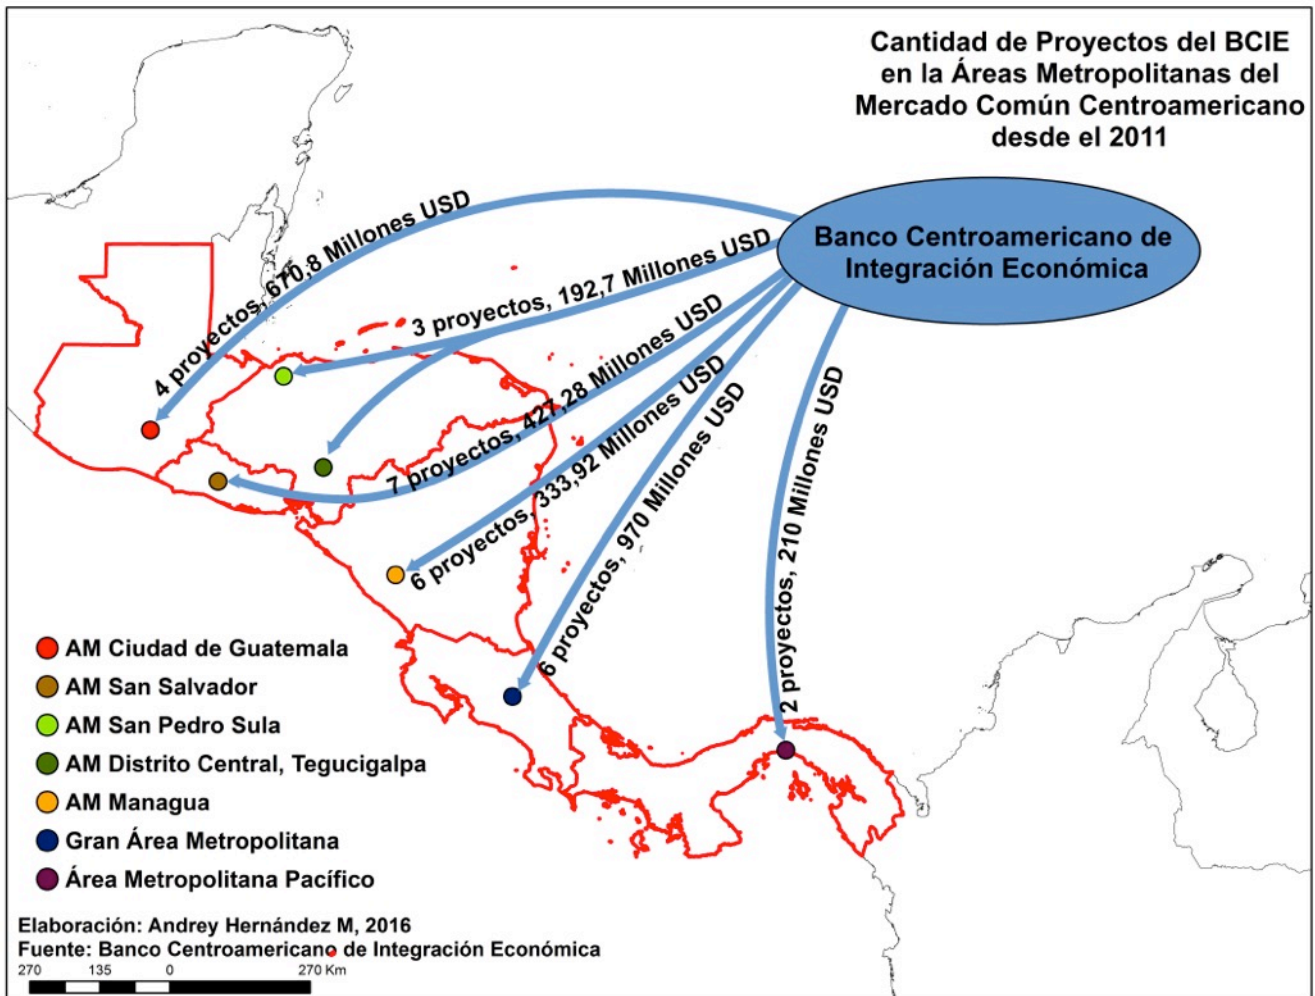 Cantidad de Proyectos del BCIE
en la Áreas Metropolitanas del
Mercado Común Centroamericano
desde el 2011
Banco Centroamericano de
Integración Económica
4 proyectos, 670,8 Millones USD
3 proyectos, 192,7 Millones USD
7 proyectos, 427,28 Millones USD
6 proyectos, 333,92 Millones USD
6 proyectos, 970 Millones USD
2 proyectos, 210 Millones USD
AM Ciudad de Guatemala
AM San Salvador
AM San Pedro Sula
AM Distrito Central, Tegucigalpa
AM Managua
Gran Área Metropolitana
Área Metropolitana Pacífico
Elaboración: Andrey Hernández M, 2016
Fuente: Banco Centroamericano de Integración Económica
270 135 0 270 Km